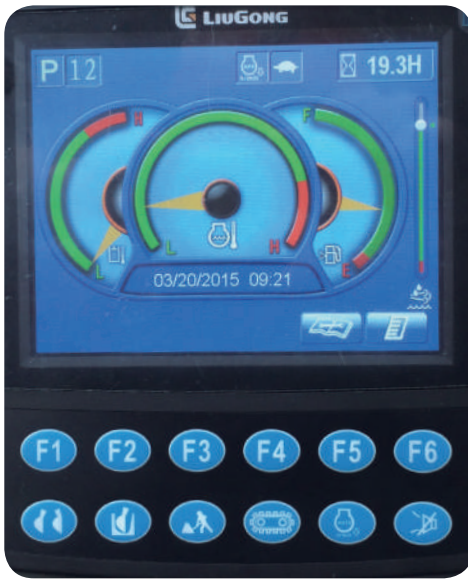 LIUGONG
P 12 19.3H
H F
L H E
L
03/20/2015 09:21
F1 F2 F3 F4 F5 F6